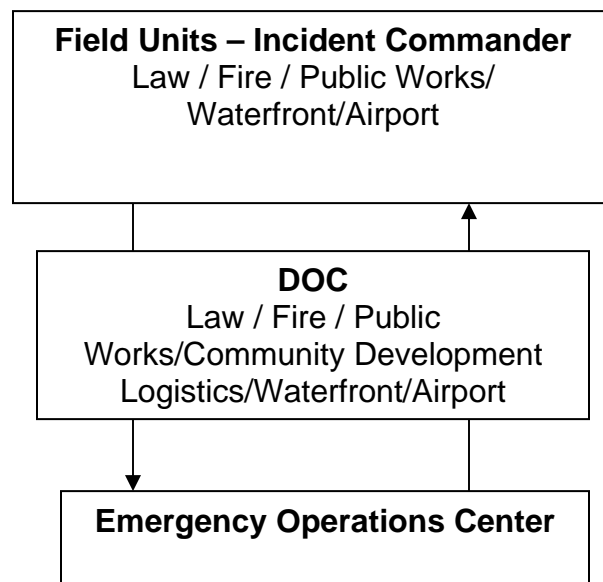 Field Units – Incident Commander
Law / Fire / Public Works/
Waterfront/Airport
DOC
Law / Fire / Public
Works/Community Development
Logistics/Waterfront/Airport
Emergency Operations Center